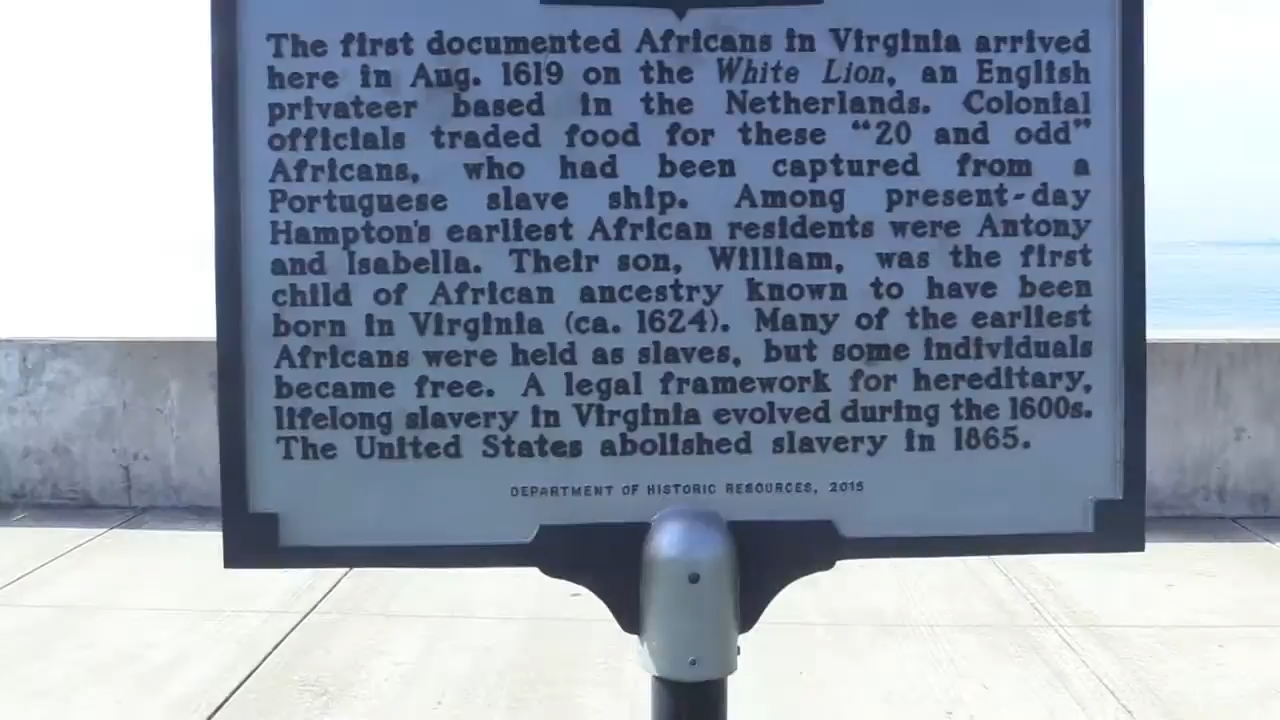 The first documented Africans in Virginia arrived
here in Aug. 1619 on the White Lion, an English
privateer based in the Netherlands. Colonial
officials traded food for these “20 and odd”
Africans, who had been captured from a
Portuguese slave ship. Among present-day
Hampton's earliest African residents were Antony
and Isabella. Their son, William, was the first
child of African ancestry known to have been
born in Virginia (ca. 1624). Many of the earliest
Africans were held as slaves, but some individuals
became free. A legal framework for hereditary,
lifelong slavery in Virginia evolved during the 1600s.
The United States abolished slavery in 1865.
DEPARTMENT OF HISTORIC RESOURCES, 2015